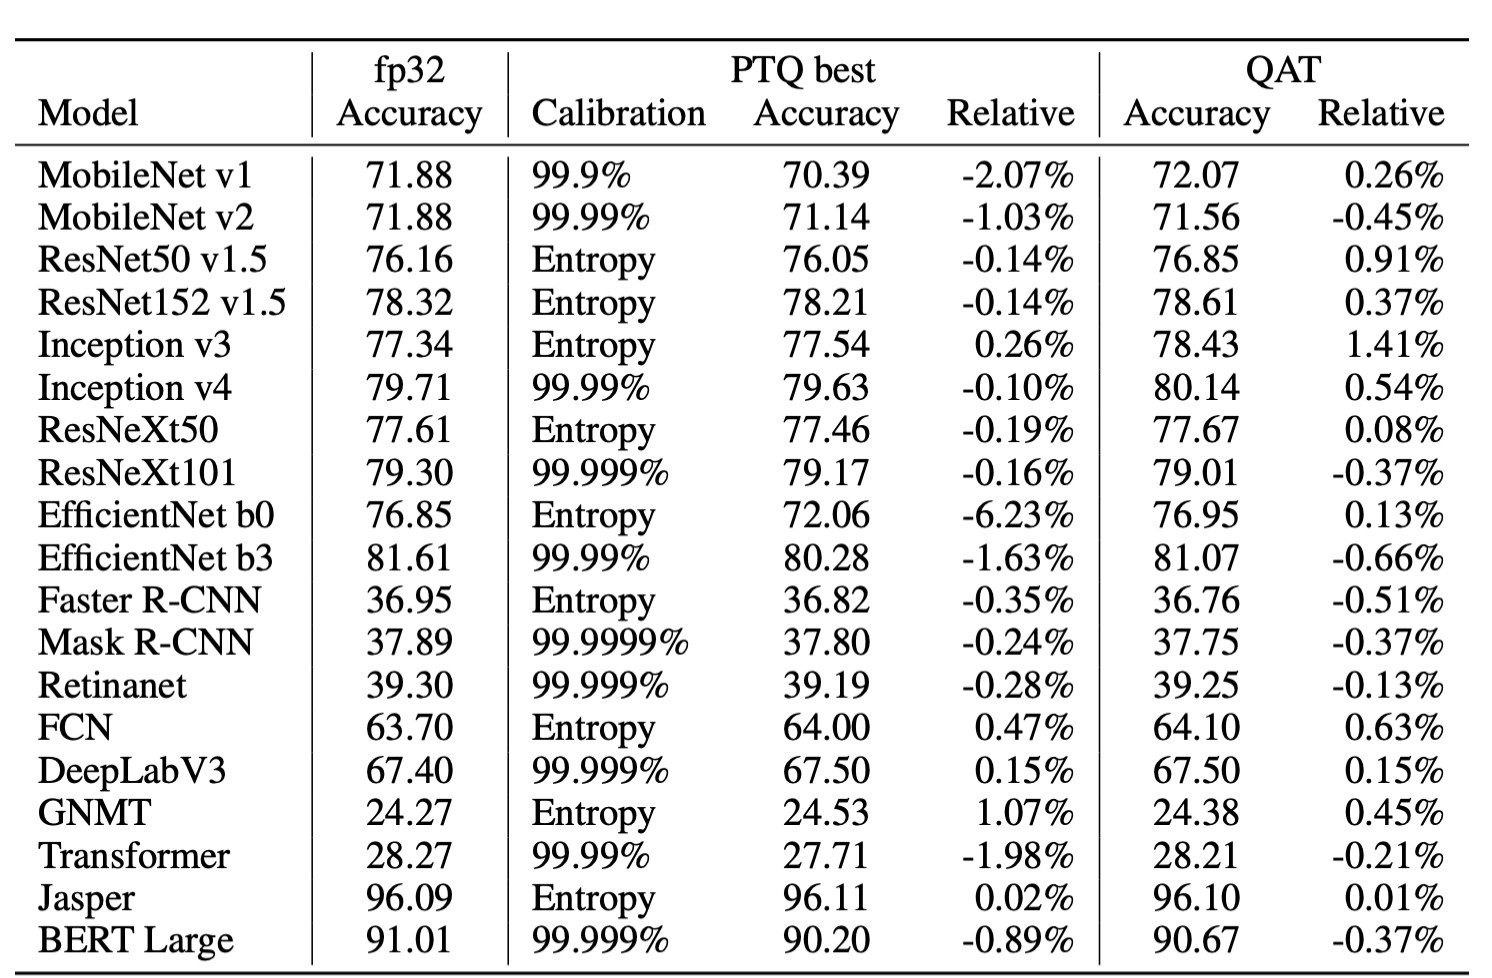 fp32 PTQ best QAT
Model Accuracy Calibration Accuracy Relative Accuracy Relative
MobileNet v1 71.88 99.9% 70.39 -2.07% 72.07 0.26%
MobileNet v2 71.88 99.99% 71.14 -1.03% 71.56 -0.45%
ResNet50 v1.5 76.16 Entropy 76.05 -0.14% 76.85 0.91%
ResNet152 v1.5 78.32 Entropy 78.21 -0.14% 78.61 0.37%
Inception v3 77.34 Entropy 77.54 0.26% 78.43 1.41%
Inception v4 79.71 99.99% 79.63 -0.10% 80.14 0.54%
ResNeXt50 77.61 Entropy 77.46 -0.19% 77.67 0.08%
ResNeXt101 79.30 99.999% 79.17 -0.16% 79.01 -0.37%
EfficientNet b0 76.85 Entropy 72.06 -6.23% 76.95 0.13%
EfficientNet b3 81.61 99.99% 80.28 -1.63% 81.07 -0.66%
Faster R-CNN 36.95 Entropy 36.82 -0.35% 36.76 -0.51%
Mask R-CNN 37.89 99.9999% 37.80 -0.24% 37.75 -0.37%
Retinanet 39.30 99.999% 39.19 -0.28% 39.25 -0.13%
FCN 63.70 Entropy 64.00 0.47% 64.10 0.63%
DeepLabV3 67.40 99.999% 67.50 0.15% 67.50 0.15%
GNMT 24.27 Entropy 24.53 1.07% 24.38 0.45%
Transformer 28.27 99.99% 27.71 -1.98% 28.21 -0.21%
Jasper 96.09 Entropy 96.11 0.02% 96.10 0.01%
BERT Large 91.01 99.999% 90.20 -0.89% 90.67 -0.37%